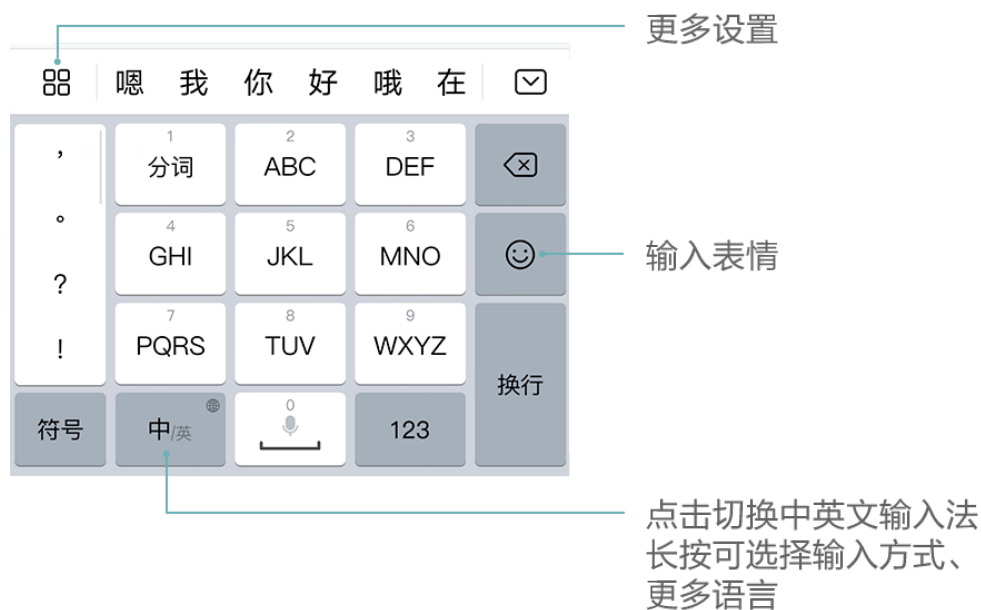 更多设置
嗯 我 你 好 哦 在
，
。
?
!
1
分词
2
ABC
3
DEF
4
GHI
5
JKL
6
MNO
输入表情
7
PQRS
8
TUV
9
WXYZ
换行
符号
中/英
0
123
点击切换中英文输入法
长按可选择输入方式、
更多语言